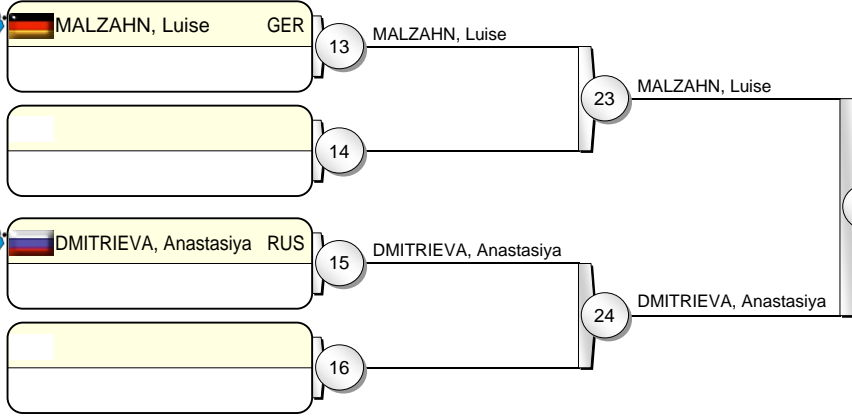 MALZAHN, Luise GER
13
MALZAHN, Luise
23
MALZAHN, Luise
14
DMITRIEVA, Anastasiya RUS
15
DMITRIEVA, Anastasiya
24
DMITRIEVA, Anastasiya
16